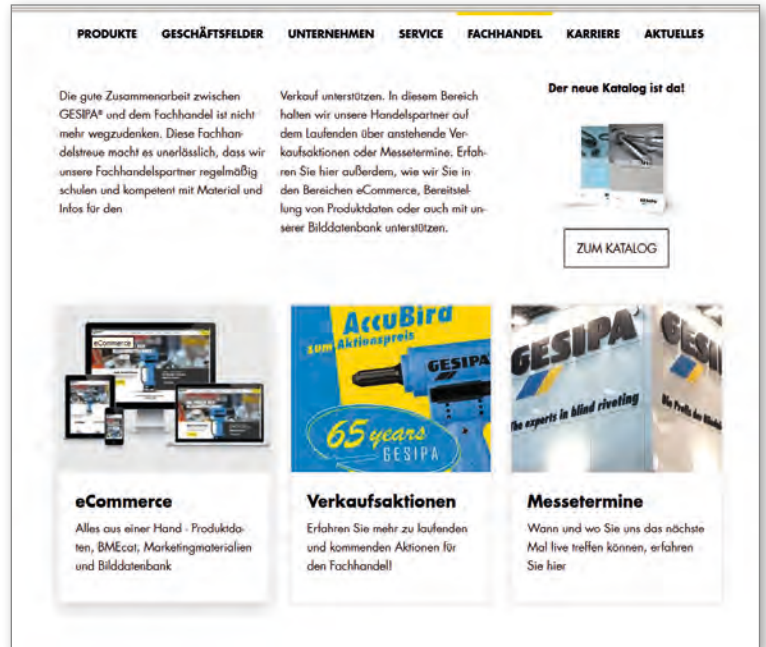 PRODUKTE GESCHÄFTSFELDER UNTERNEHMEN SERVICE FACHHANDEL KARRIERE AKTUELLES
Die gute Zusammenarbeit zwischen
GESIPA® und dem Fachhandel ist nicht
mehr wegzudenken. Diese Fachhan-
delstreue macht es unerlässlich, dass wir
unsere Fachhandelspartner regelmäßig
schulen und kompetent mit Material und
Infos für den
Verkauf unterstützen. In diesem Bereich
halten wir unsere Handelspartner auf
dem Laufenden über anstehende Ver-
kaufsaktionen oder Messetermine. Erfah-
ren Sie hier außerdem, wie wir Sie in
den Bereichen eCommerce, Bereitstel-
lung von Produktdaten oder auch mit un-
serer Bilddatenbank unterstützen.
Der neue Katalog ist da!
ZUM KATALOG
eCommerce
eCommerce
Alles aus einer Hand - Produktda-
ten, BMEcat, Marketingmaterialien
und Bilddatenbank
AccuBird
zum Aktionspreis
GESIPA
65 years
GESIPA
Verkaufsaktionen
Erfahren Sie mehr zu laufenden
und kommenden Aktionen für
den Fachhandel!
GESIPA®
The experts in blind riveting
GESI
Die Profis der
Messetermine
Wann und wo Sie uns das nächste
Mal live treffen können, erfahren
Sie hier